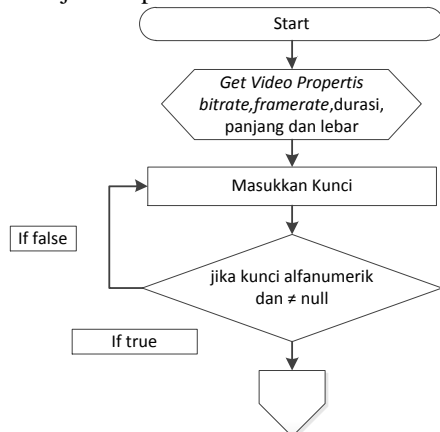 Start
Get Video Propertis
bitrate,framerate,durasi,
panjang dan lebar
Masukkan Kunci
If false
jika kunci alfanumerik
dan ≠ null
If true